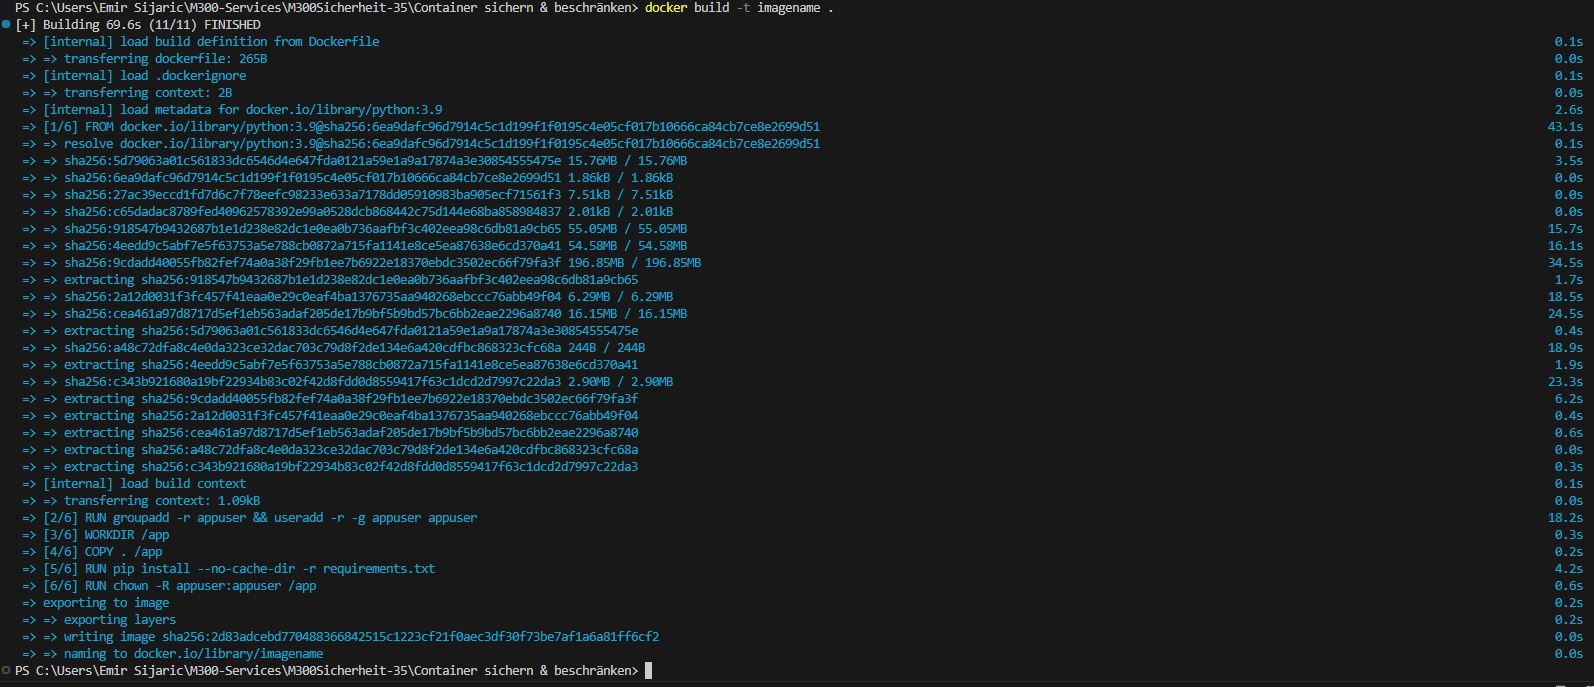 PS C:\Users\Emir Sijaric\M300-Services\M300Sicherheit-35\Container sichern & beschränken> docker build -t imagename .
[+] Building 69.6s (11/11) FINISHED
=> [internal] load build definition from Dockerfile 0.1s
=> => transferring dockerfile: 265B 0.0s
=> [internal] load .dockerignore 0.1s
=> => transferring context: 2B 0.0s
=> [internal] load metadata for docker.io/library/python:3.9 2.6s
=> [1/6] FROM docker.io/library/python:3.9@sha256:6ea9dafc96d7914c5c1d199f1f0195c4e05cf017b10666ca84cb7ce8e2699d51 43.1s
=> => resolve docker.io/library/python:3.9@sha256:6ea9dafc96d7914c5c1d199f1f0195c4e05cf017b10666ca84cb7ce8e2699d51 0.1s
=> => sha256:5d79063a01c561833dc6546d4e647fda0121a59e1a9a17874a3e30854555475e 15.76MB / 15.76MB 3.5s
=> => sha256:6ea9dafc96d7914c5c1d199f1f0195c4e05cf017b10666ca84cb7ce8e2699d51 1.86kB / 1.86kB 0.0s
=> => sha256:27ac39eccd1fd7d6c7f78eefc98233e633a7178dd05910983ba905ecf71561f3 7.51kB / 7.51kB 0.0s
=> => sha256:c65dadac8789fed40962578392e99a0528dcb868442c75d144e68ba858984837 2.01kB / 2.01kB 0.0s
=> => sha256:918547b9432687b1e1d238e82dc1e0ea0b736aafbf3c402eea98c6db81a9cb65 55.05MB / 55.05MB 15.7s
=> => sha256:4eedd9c5abf7e5f63753a5e788cb0872a715fa1141e8ce5ea87638e6cd370a41 54.58MB / 54.58MB 16.1s
=> => sha256:9cdadd40055fb82fef74a0a38f29fb1ee7b6922e18370ebdc3502ec66f79fa3f 196.85MB / 196.85MB 34.5s
=> => extracting sha256:918547b9432687b1e1d238e82dc1e0ea0b736aafbf3c402eea98c6db81a9cb65 1.7s
=> => sha256:2a12d0031f3fc457f41eaa0e29c0eaf4ba1376735aa940268ebccc76abb49f04 6.29MB / 6.29MB 18.5s
=> => sha256:cea461a97d8717d5ef1eb563adaf205de17b9bf5b9bd57bc6bb2eae2296a8740 16.15MB / 16.15MB 24.5s
=> => extracting sha256:5d79063a01c561833dc6546d4e647fda0121a59e1a9a17874a3e30854555475e 0.4s
=> => sha256:a48c72dfa8c4e0da323ce32dac703c79d8f2de134e6a420cdfbc868323cfc68a 244B / 244B 18.9s
=> => extracting sha256:4eedd9c5abf7e5f63753a5e788cb0872a715fa1141e8ce5ea87638e6cd370a41 1.9s
=> => sha256:c343b921680a19bf22934b83c02f42d8fdd0d8559417f63c1dcd2d7997c22da3 2.90MB / 2.90MB 23.3s
=> => extracting sha256:9cdadd40055fb82fef74a0a38f29fb1ee7b6922e18370ebdc3502ec66f79fa3f 6.2s
=> => extracting sha256:2a12d0031f3fc457f41eaa0e29c0eaf4ba1376735aa940268ebccc76abb49f04 0.4s
=> => extracting sha256:cea461a97d8717d5ef1eb563adaf205de17b9bf5b9bd57bc6bb2eae2296a8740 0.6s
=> => extracting sha256:a48c72dfa8c4e0da323ce32dac703c79d8f2de134e6a420cdfbc868323cfc68a 0.0s
=> => extracting sha256:c343b921680a19bf22934b83c02f42d8fdd0d8559417f63c1dcd2d7997c22da3 0.3s
=> [internal] load build context 0.1s
=> => transferring context: 1.09kB 0.0s
=> [2/6] RUN groupadd -r appuser && useradd -r -g appuser appuser 18.2s
=> [3/6] WORKDIR /app 0.3s
=> [4/6] COPY . /app 0.2s
=> [5/6] RUN pip install --no-cache-dir -r requirements.txt 4.2s
=> [6/6] RUN chown -R appuser:appuser /app 0.6s
=> exporting to image 0.2s
=> => exporting layers 0.2s
=> => writing image sha256:2d83adcebd770488366842515c1223cf21f0aec3df30f73be7af1a6a81ff6cf2 0.0s
=> => naming to docker.io/library/imagename 0.0s
PS C:\Users\Emir Sijaric\M300-Services\M300Sicherheit-35\Container sichern & beschränken>